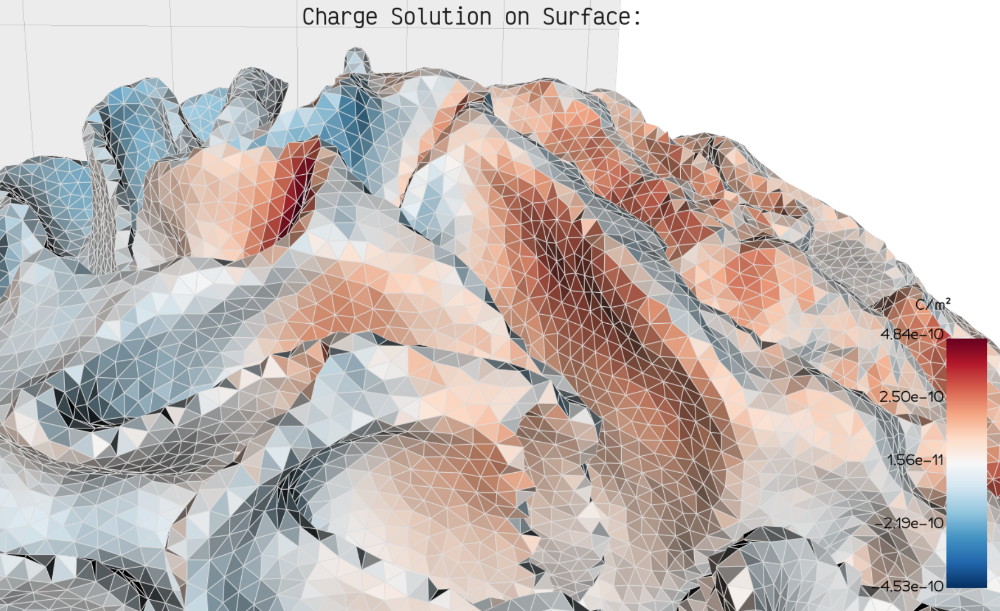 Charge Solution on Surface:
C/m²
4.84e-10
2.50e-10
1.56e-11
-2.19e-10
-4.53e-10